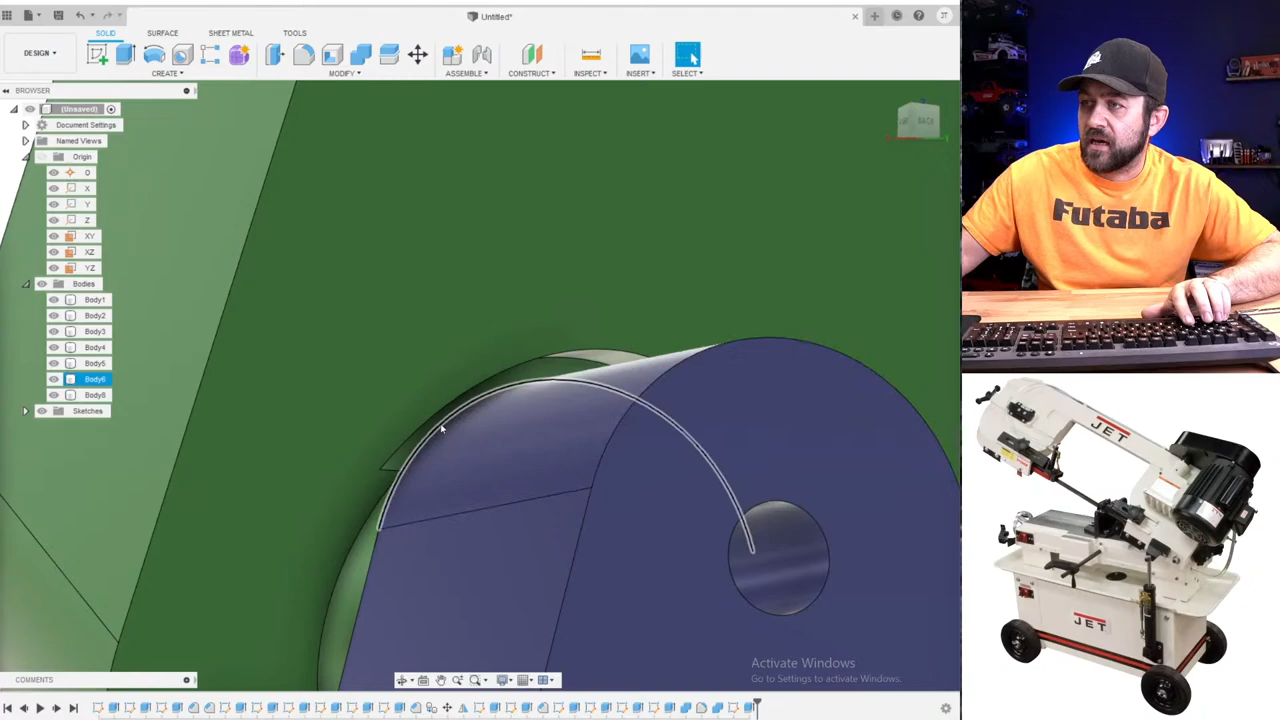 Untitled*
JT
DESIGN
SOLID
SURFACE
SHEET METAL
TOOLS
CREATE
MODIFY
ASSEMBLE
CONSTRUCT
INSPECT
INSERT
SELECT
BROWSER
(Unsaved)
Document Settings
Named Views
Origin
O
X
Y
Z
XY
XZ
YZ
Bodies
Body1
Body2
Body3
Body4
Body5
Body6
Body8
Sketches
BACK
COMMENTS
Activate Windows
Go to Settings to activate Windows.
Futaba
JET
JET